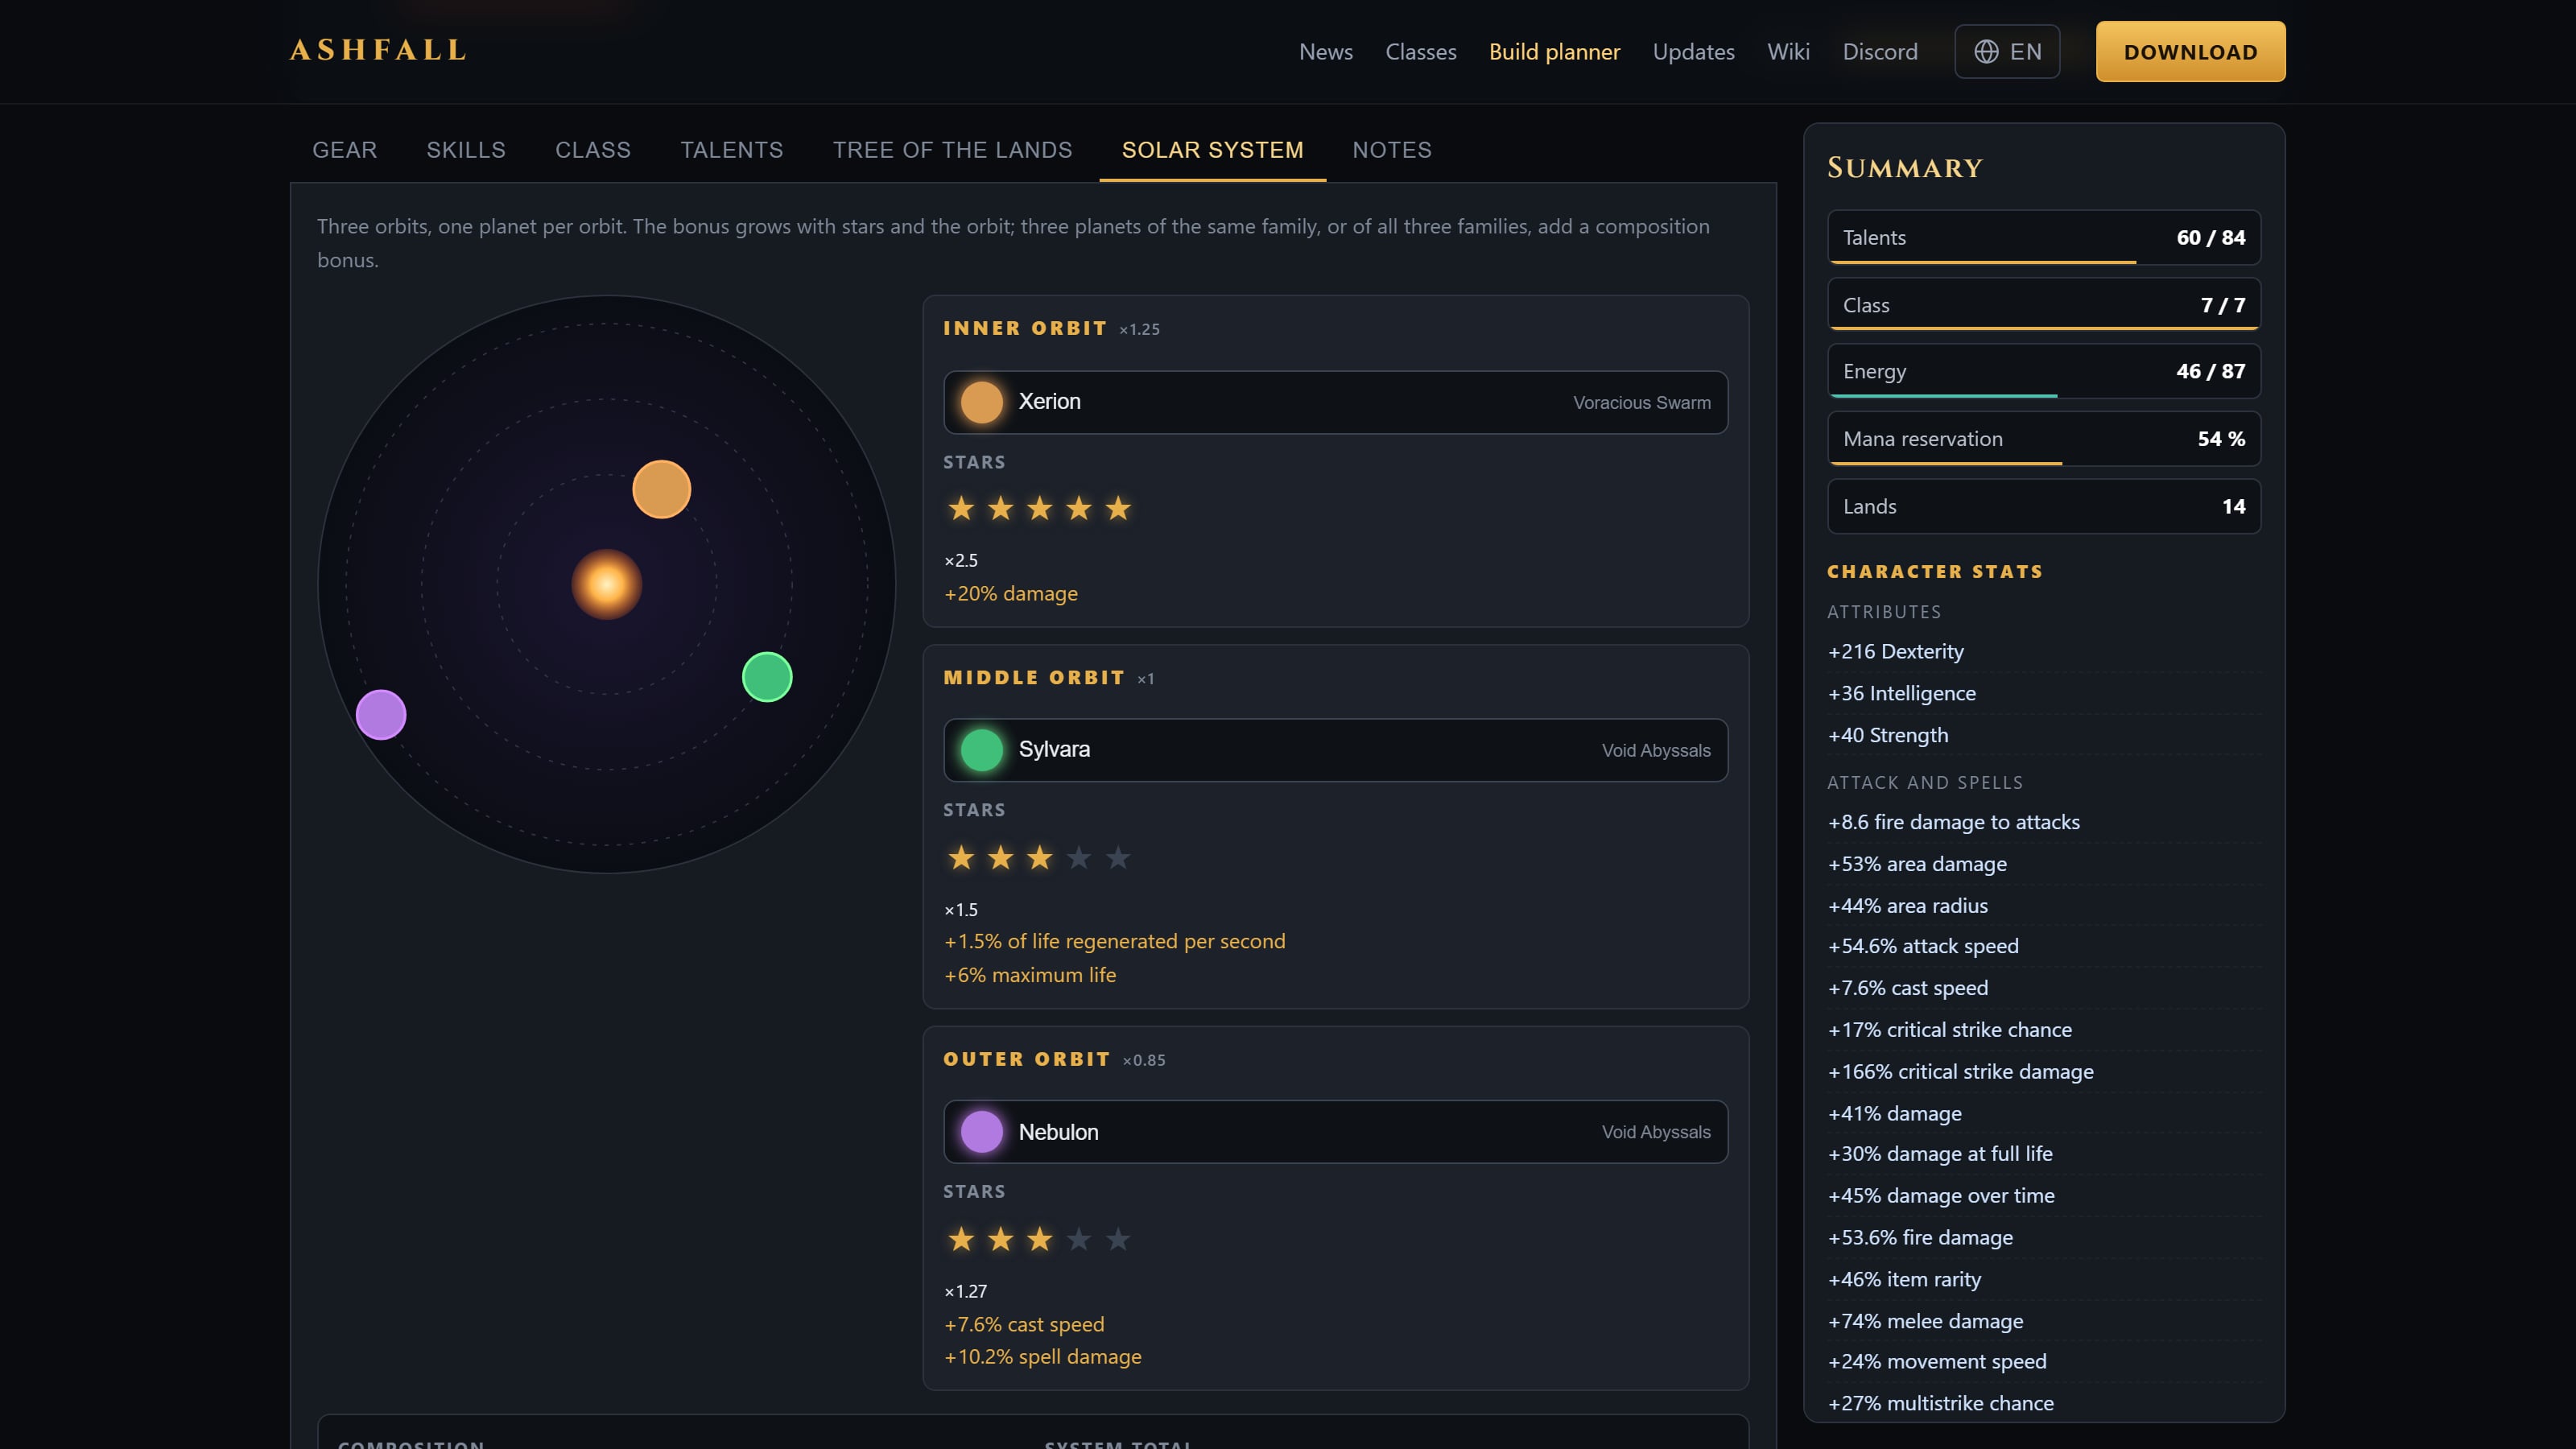 ASHFALL
News Classes Build planner Updates Wiki Discord EN DOWNLOAD
GEAR SKILLS CLASS TALENTS TREE OF THE LANDS SOLAR SYSTEM NOTES
Three orbits, one planet per orbit. The bonus grows with stars and the orbit; three planets of the same family, or of all three families, add a composition
bonus.
INNER ORBIT ×1.25
Xerion Voracious Swarm
STARS
×2.5
+20% damage
MIDDLE ORBIT ×1
Sylvara Void Abyssals
STARS
×1.5
+1.5% of life regenerated per second
+6% maximum life
OUTER ORBIT ×0.85
Nebulon Void Abyssals
STARS
×1.27
+7.6% cast speed
+10.2% spell damage
COMPOSITION SYSTEM TOTAL
SUMMARY
Talents 60 / 84
Class 7 / 7
Energy 46 / 87
Mana reservation 54 %
Lands 14
CHARACTER STATS
ATTRIBUTES
+216 Dexterity
+36 Intelligence
+40 Strength
ATTACK AND SPELLS
+8.6 fire damage to attacks
+53% area damage
+44% area radius
+54.6% attack speed
+7.6% cast speed
+17% critical strike chance
+166% critical strike damage
+41% damage
+30% damage at full life
+45% damage over time
+53.6% fire damage
+46% item rarity
+74% melee damage
+24% movement speed
+27% multistrike chance